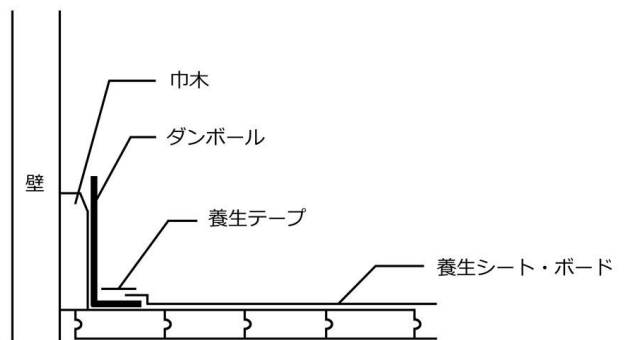 巾木
ダンボール
壁
養生テープ
養生シート・ボード